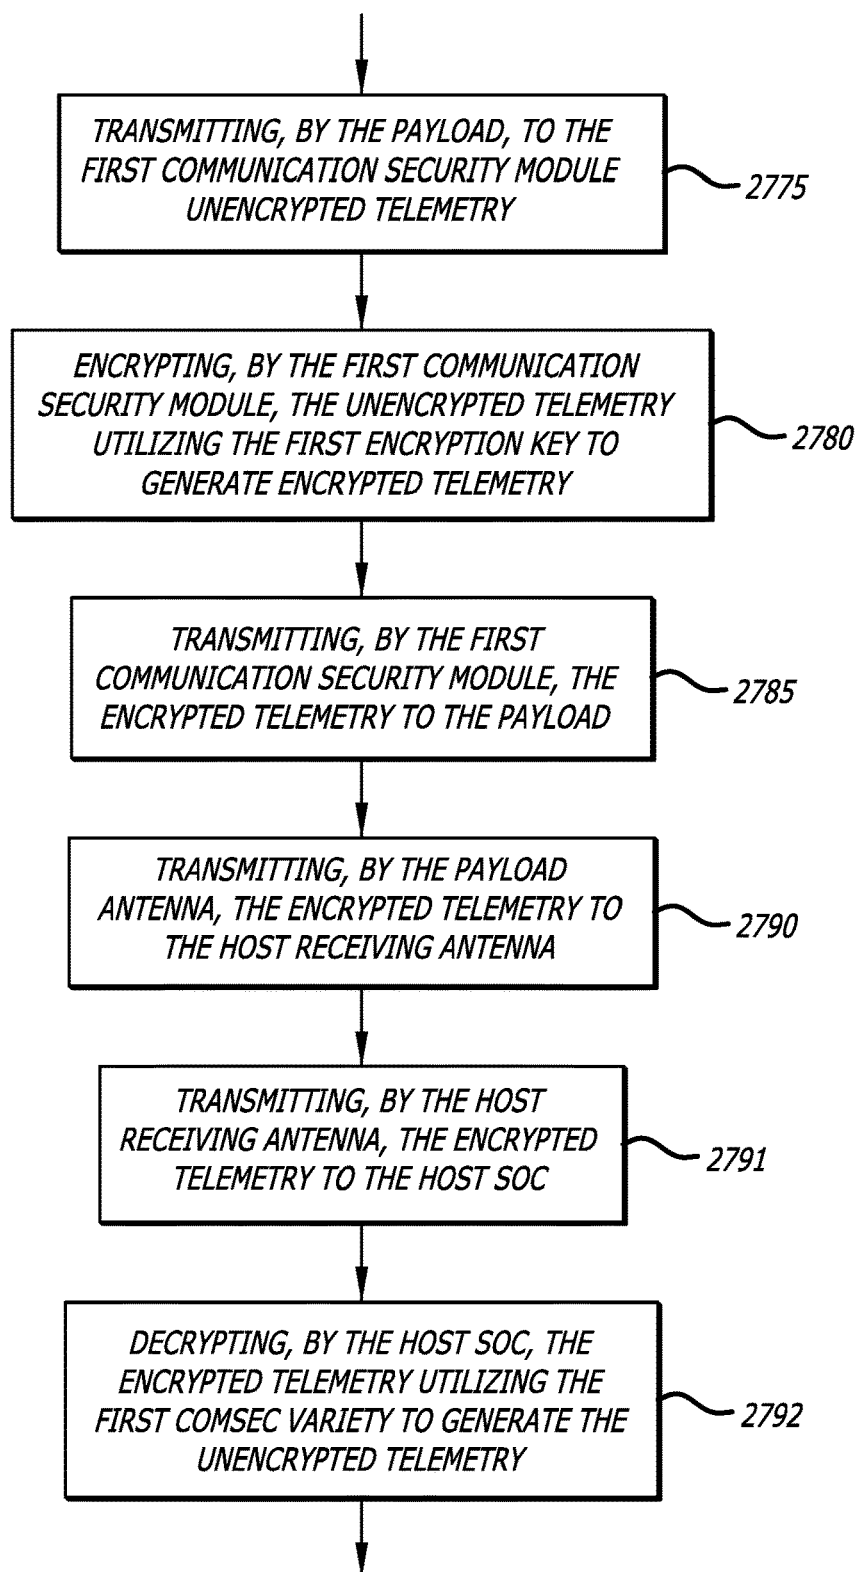 TRANSMITTING, BY THE PAYLOAD, TO THE
FIRST COMMUNICATION SECURITY MODULE
UNENCRYPTED TELEMETRY
2775
ENCRYPTING, BY THE FIRST COMMUNICATION
SECURITY MODULE, THE UNENCRYPTED TELEMETRY
UTILIZING THE FIRST ENCRYPTION KEY TO
GENERATE ENCRYPTED TELEMETRY
2780
TRANSMITTING, BY THE FIRST
COMMUNICATION SECURITY MODULE, THE
ENCRYPTED TELEMETRY TO THE PAYLOAD
2785
TRANSMITTING, BY THE PAYLOAD
ANTENNA, THE ENCRYPTED TELEMETRY TO
THE HOST RECEIVING ANTENNA
2790
TRANSMITTING, BY THE HOST
RECEIVING ANTENNA, THE ENCRYPTED
TELEMETRY TO THE HOST SOC
2791
DECRYPTING, BY THE HOST SOC, THE
ENCRYPTED TELEMETRY UTILIZING THE
FIRST COMSEC VARIETY TO GENERATE THE
UNENCRYPTED TELEMETRY
2792